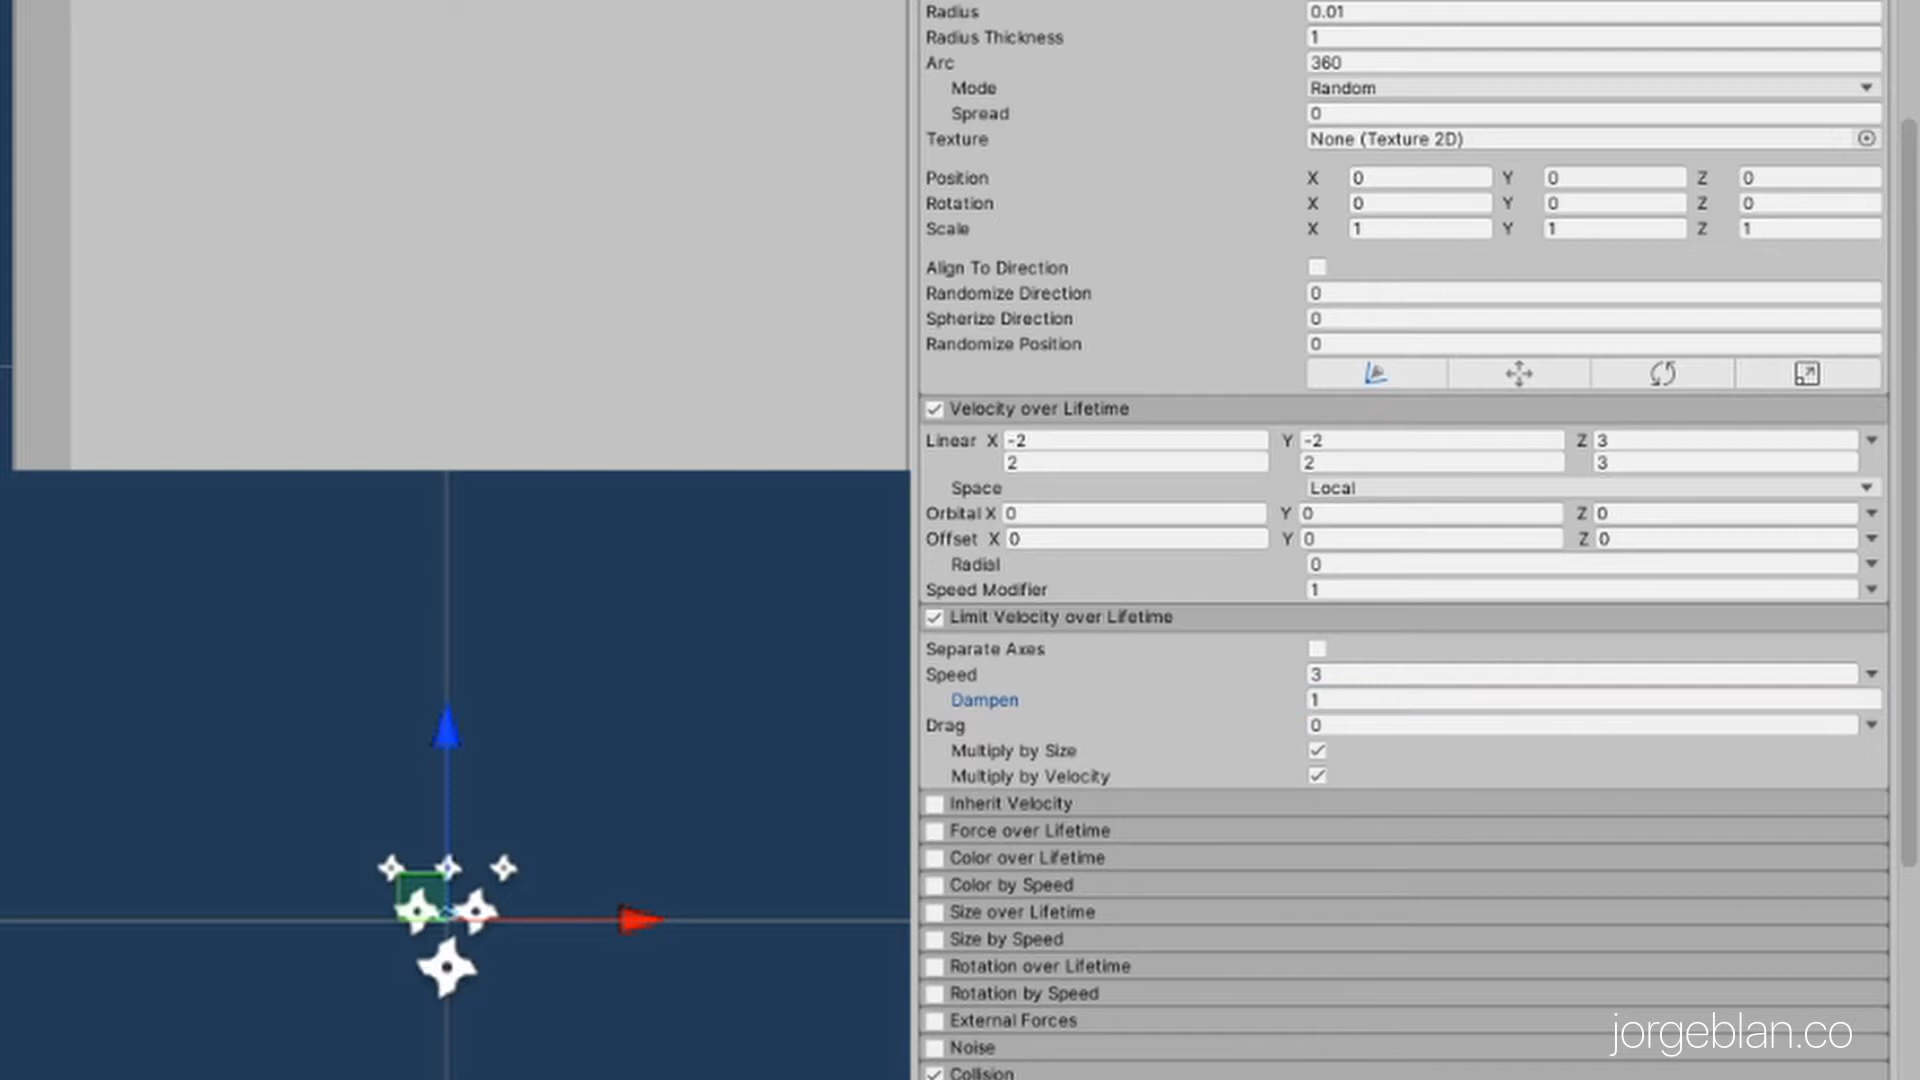 Radius 0.01
Radius Thickness 1
Arc 360
Mode Random
Spread 0
Texture None (Texture 2D)
Position X 0 Y 0 Z 0
Rotation X 0 Y 0 Z 0
Scale X 1 Y 1 Z 1
Align To Direction
Randomize Direction 0
Spherize Direction 0
Randomize Position 0
Velocity over Lifetime
Linear X -2 Y -2 Z 3
2 2 3
Space Local
Orbital X 0 Y 0 Z 0
Offset X 0 Y 0 Z 0
Radial 0
Speed Modifier 1
Limit Velocity over Lifetime
Separate Axes
Speed 3
Dampen 1
Drag 0
Multiply by Size
Multiply by Velocity
Inherit Velocity
Force over Lifetime
Color over Lifetime
Color by Speed
Size over Lifetime
Size by Speed
Rotation over Lifetime
Rotation by Speed
External Forces
Noise
Collision
jorgeblan.co